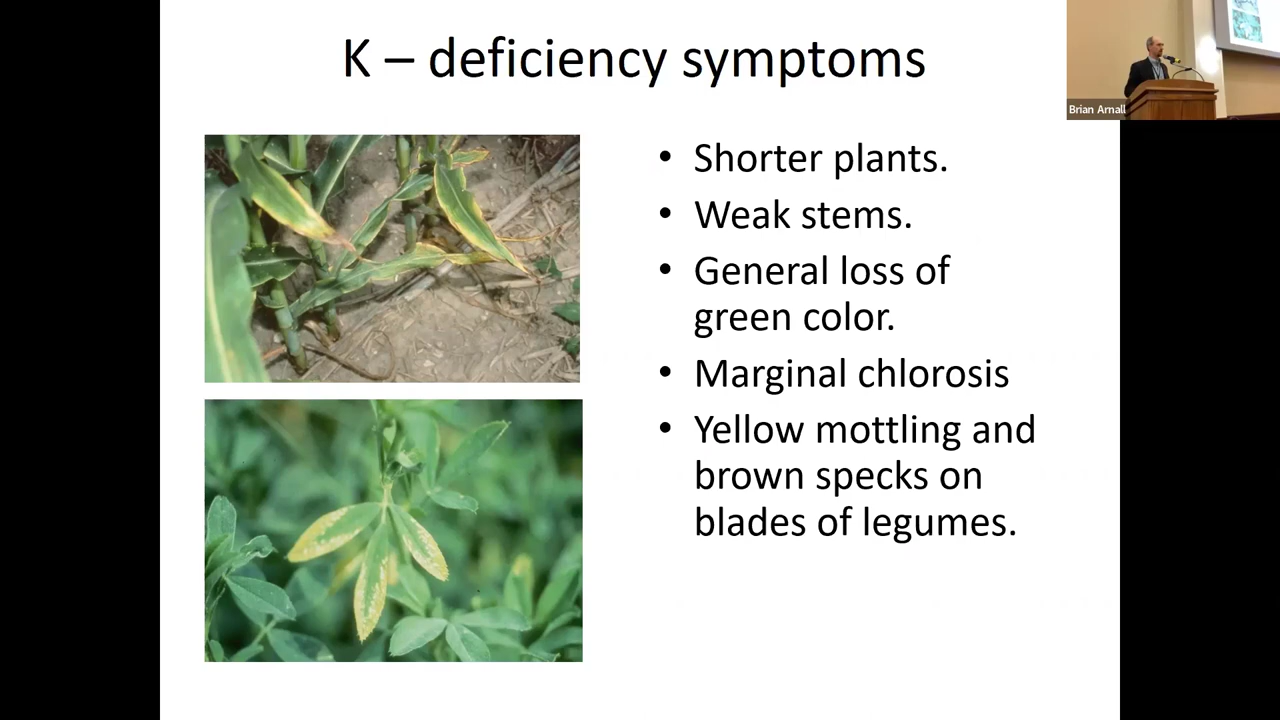 K – deficiency symptoms
Brian Arnall
• Shorter plants.
• Weak stems.
• General loss of
green color.
• Marginal chlorosis
• Yellow mottling and
brown specks on
blades of legumes.